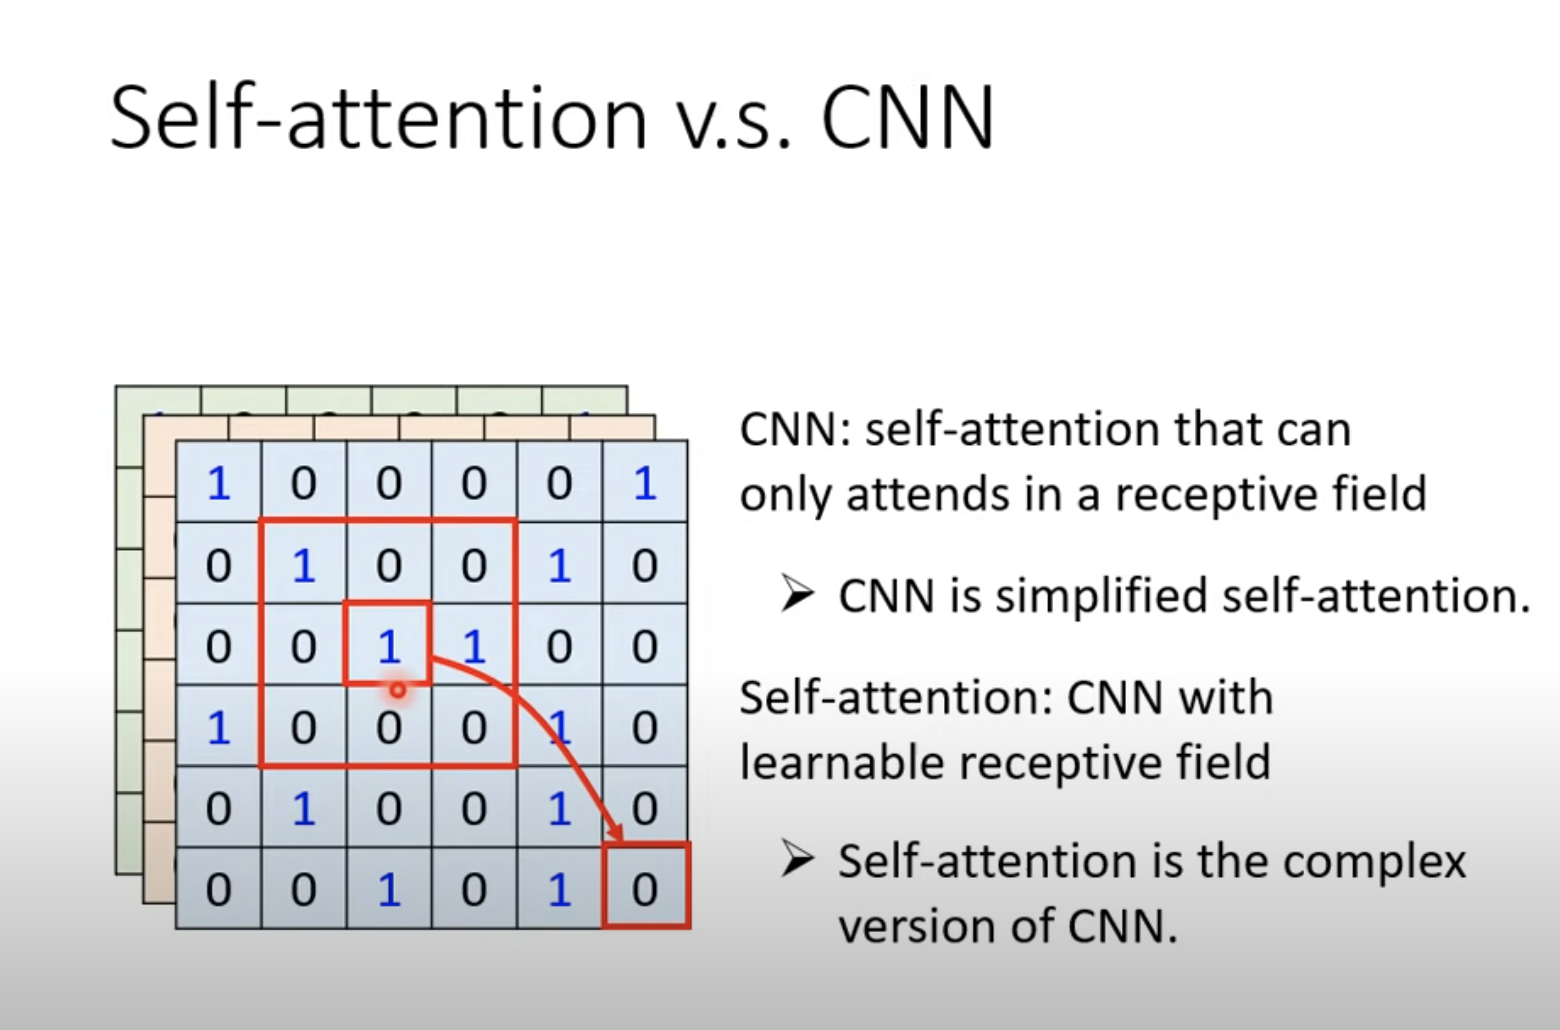 Self-attention v.s. CNN
1 0 0 0 0 1
0 1 0 0 1 0
0 0 1 1 0 0
1 0 0 0 1 0
0 1 0 0 1 0
0 0 1 0 1 0
CNN: self-attention that can
only attends in a receptive field
➢ CNN is simplified self-attention.
Self-attention: CNN with
learnable receptive field
➢ Self-attention is the complex
version of CNN.